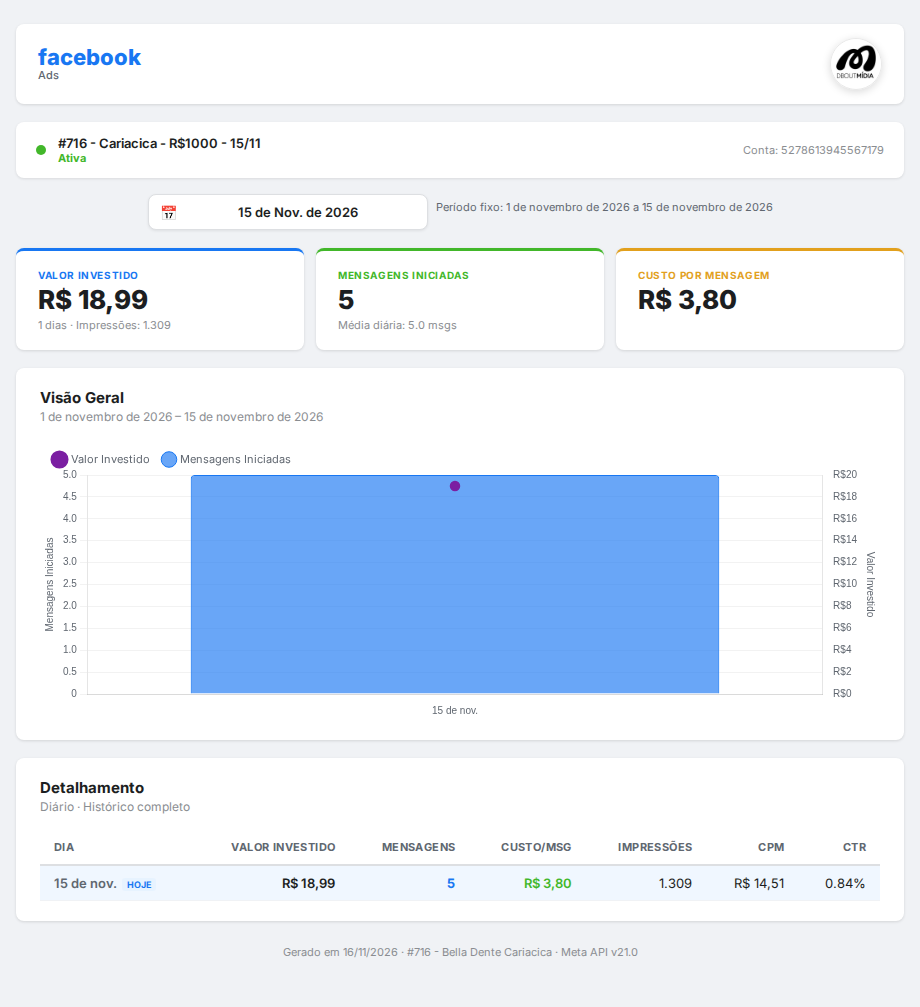 facebook
Ads
DBOUTMÍDIA
#716 - Cariacica - R$1000 - 15/11
Ativa
Conta: 5278613945567179
15 de Nov. de 2026
Período fixo: 1 de novembro de 2026 a 15 de novembro de 2026
VALOR INVESTIDO
R$ 18,99
1 dias · Impressões: 1.309
MENSAGENS INICIADAS
5
Média diária: 5.0 msgs
CUSTO POR MENSAGEM
R$ 3,80
Visão Geral
1 de novembro de 2026 – 15 de novembro de 2026
Valor Investido
Mensagens Iniciadas
Mensagens Iniciadas
5.0
4.5
4.0
3.5
3.0
2.5
2.0
1.5
1.0
0.5
0
R$20
R$18
R$16
R$14
R$12
R$10
R$8
R$6
R$4
R$2
R$0
Valor Investido
15 de nov.
Detalhamento
Diário · Histórico completo
DIA VALOR INVESTIDO MENSAGENS CUSTO/MSG IMPRESSÕES CPM CTR
15 de nov. HOJE R$ 18,99 5 R$ 3,80 1.309 R$ 14,51 0.84%
Gerado em 16/11/2026 · #716 - Bella Dente Cariacica · Meta API v21.0